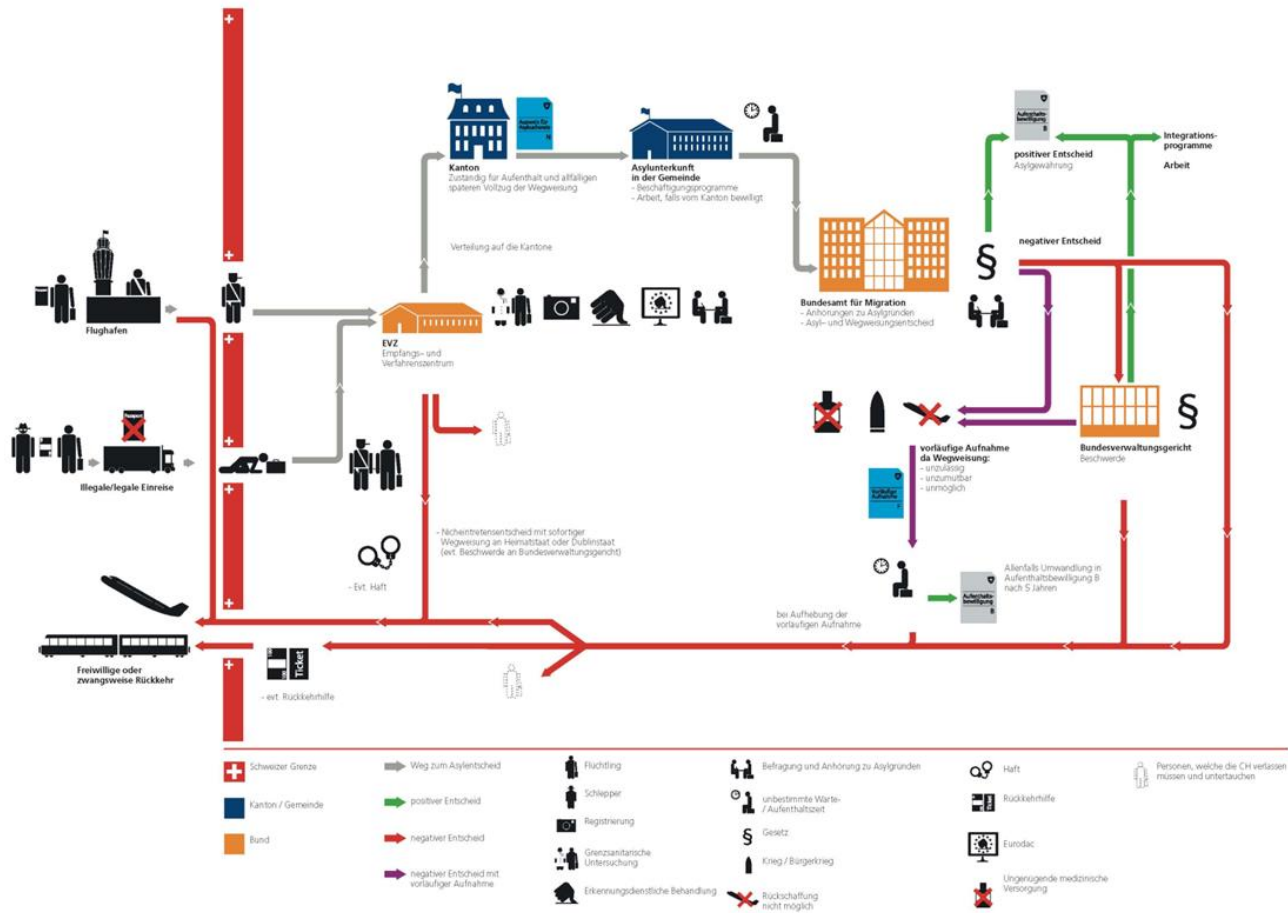 Kanton
Zuständig für Aufenthalt und allfälligen
späteren Vollzug der Wegweisung
Asylunterkunft
in der Gemeinde
- Beschäftigungsprogramme
- Arbeit, falls vom Kanton bewilligt
Aufenthalts-
bewilligung
B
positiver Entscheid
Asylgewährung
Integrations-
programme
Arbeit
Verteilung auf die Kantone
negativer Entscheid
§
Bundesamt für Migration
- Anhörungen zu Asylgründen
- Asyl- und Wegweisungsentscheid
Flughafen
EVZ
Empfangs- und
Verfahrenszentrum
Illegale/legale Einreise
vorläufige Aufnahme
da Wegweisung:
- unzulässig
- unzumutbar
- unmöglich
§
Bundesverwaltungsgericht
Beschwerde
- Nichteintretensentscheid mit sofortiger
Wegweisung an Heimatstaat oder Dublinstaat
(evt. Beschwerde an Bundesverwaltungsgericht)
- Evt. Haft
Aufenthalts-
bewilligung
B
Allenfalls Umwandlung in
Aufenthaltsbewilligung B
nach 5 Jahren
bei Aufhebung der
vorläufigen Aufnahme
Freiwillige oder
zwangsweise Rückkehr
Ticket
- evt. Rückkehrhilfe
Schweizer Grenze
Kanton / Gemeinde
Bund
Weg zum Asylentscheid
positiver Entscheid
negativer Entscheid
negativer Entscheid mit
vorläufiger Aufnahme
Flüchtling
Schlepper
Registrierung
Grenzsanitarische
Untersuchung
Erkennungsdienstliche Behandlung
Befragung und Anhörung zu Asylgründen
unbestimmte Warte-
/ Aufenthaltszeit
§
Gesetz
Krieg / Bürgerkrieg
Rückschaffung
nicht möglich
Haft
Rückkehrhilfe
Eurodac
Ungenügende medizinische
Versorgung
Personen, welche die CH verlassen
müssen und untertauchen